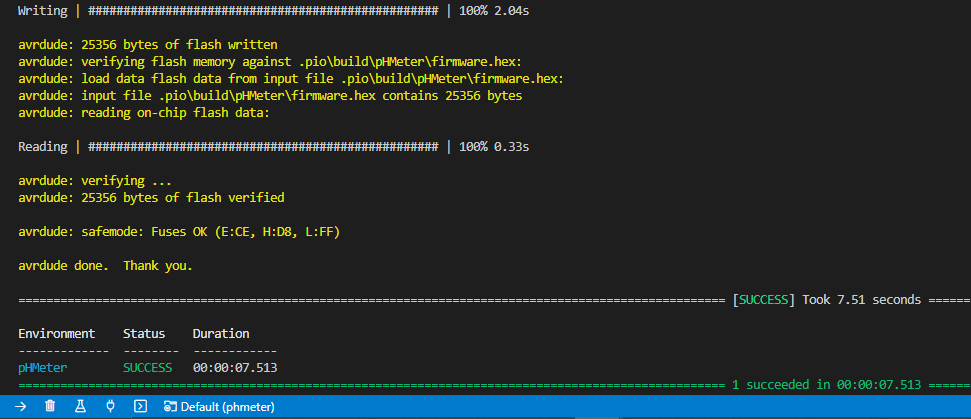 Writing | ################################################## | 100% 2.04s
avrdude: 25356 bytes of flash written
avrdude: verifying flash memory against .pio\build\pHMeter\firmware.hex:
avrdude: load data flash data from input file .pio\build\pHMeter\firmware.hex:
avrdude: input file .pio\build\pHMeter\firmware.hex contains 25356 bytes
avrdude: reading on-chip flash data:
Reading | ################################################## | 100% 0.33s
avrdude: verifying ...
avrdude: 25356 bytes of flash verified
avrdude: safemode: Fuses OK (E:CE, H:D8, L:FF)
avrdude done.  Thank you.
===================================================================================================== [SUCCESS] Took 7.51 seconds ======
Environment    Status    Duration
-------------  --------  ------------
pHMeter        SUCCESS   00:00:07.513
===================================================================================================== 1 succeeded in 00:00:07.513 ======
Default (phmeter)